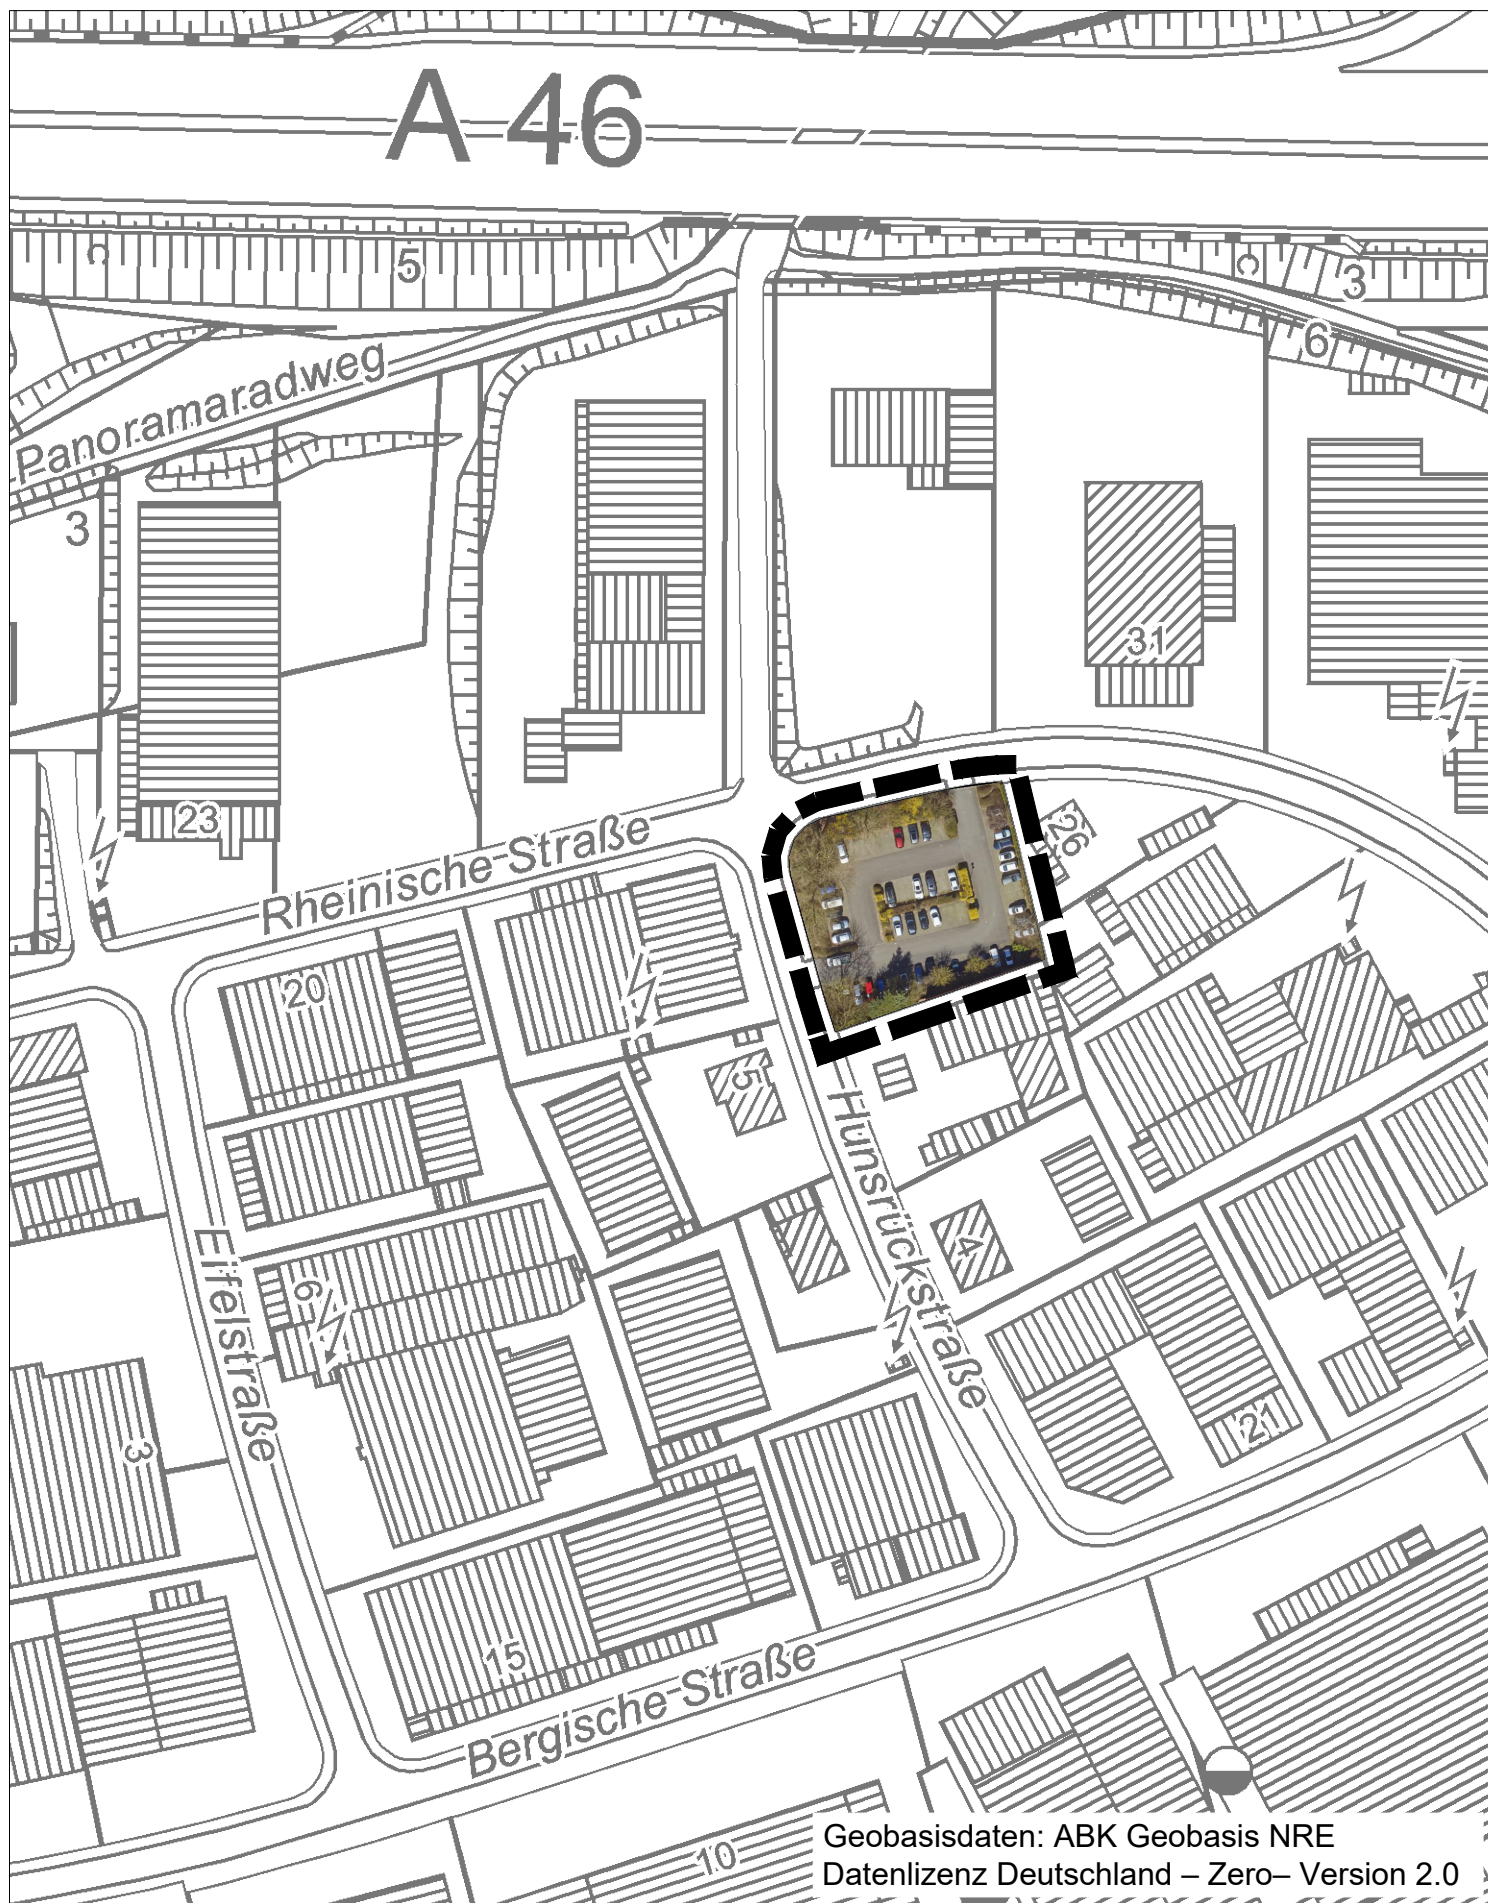 A 46
C
5
C
3
6
Panoramaradweg
3
31
23
26
Rheinische Straße
20
5
Hunsrückstraße
4
Eifelstraße
6
21
3
15
Bergische Straße
10
Geobasisdaten: ABK Geobasis NRE
Datenlizenz Deutschland – Zero– Version 2.0